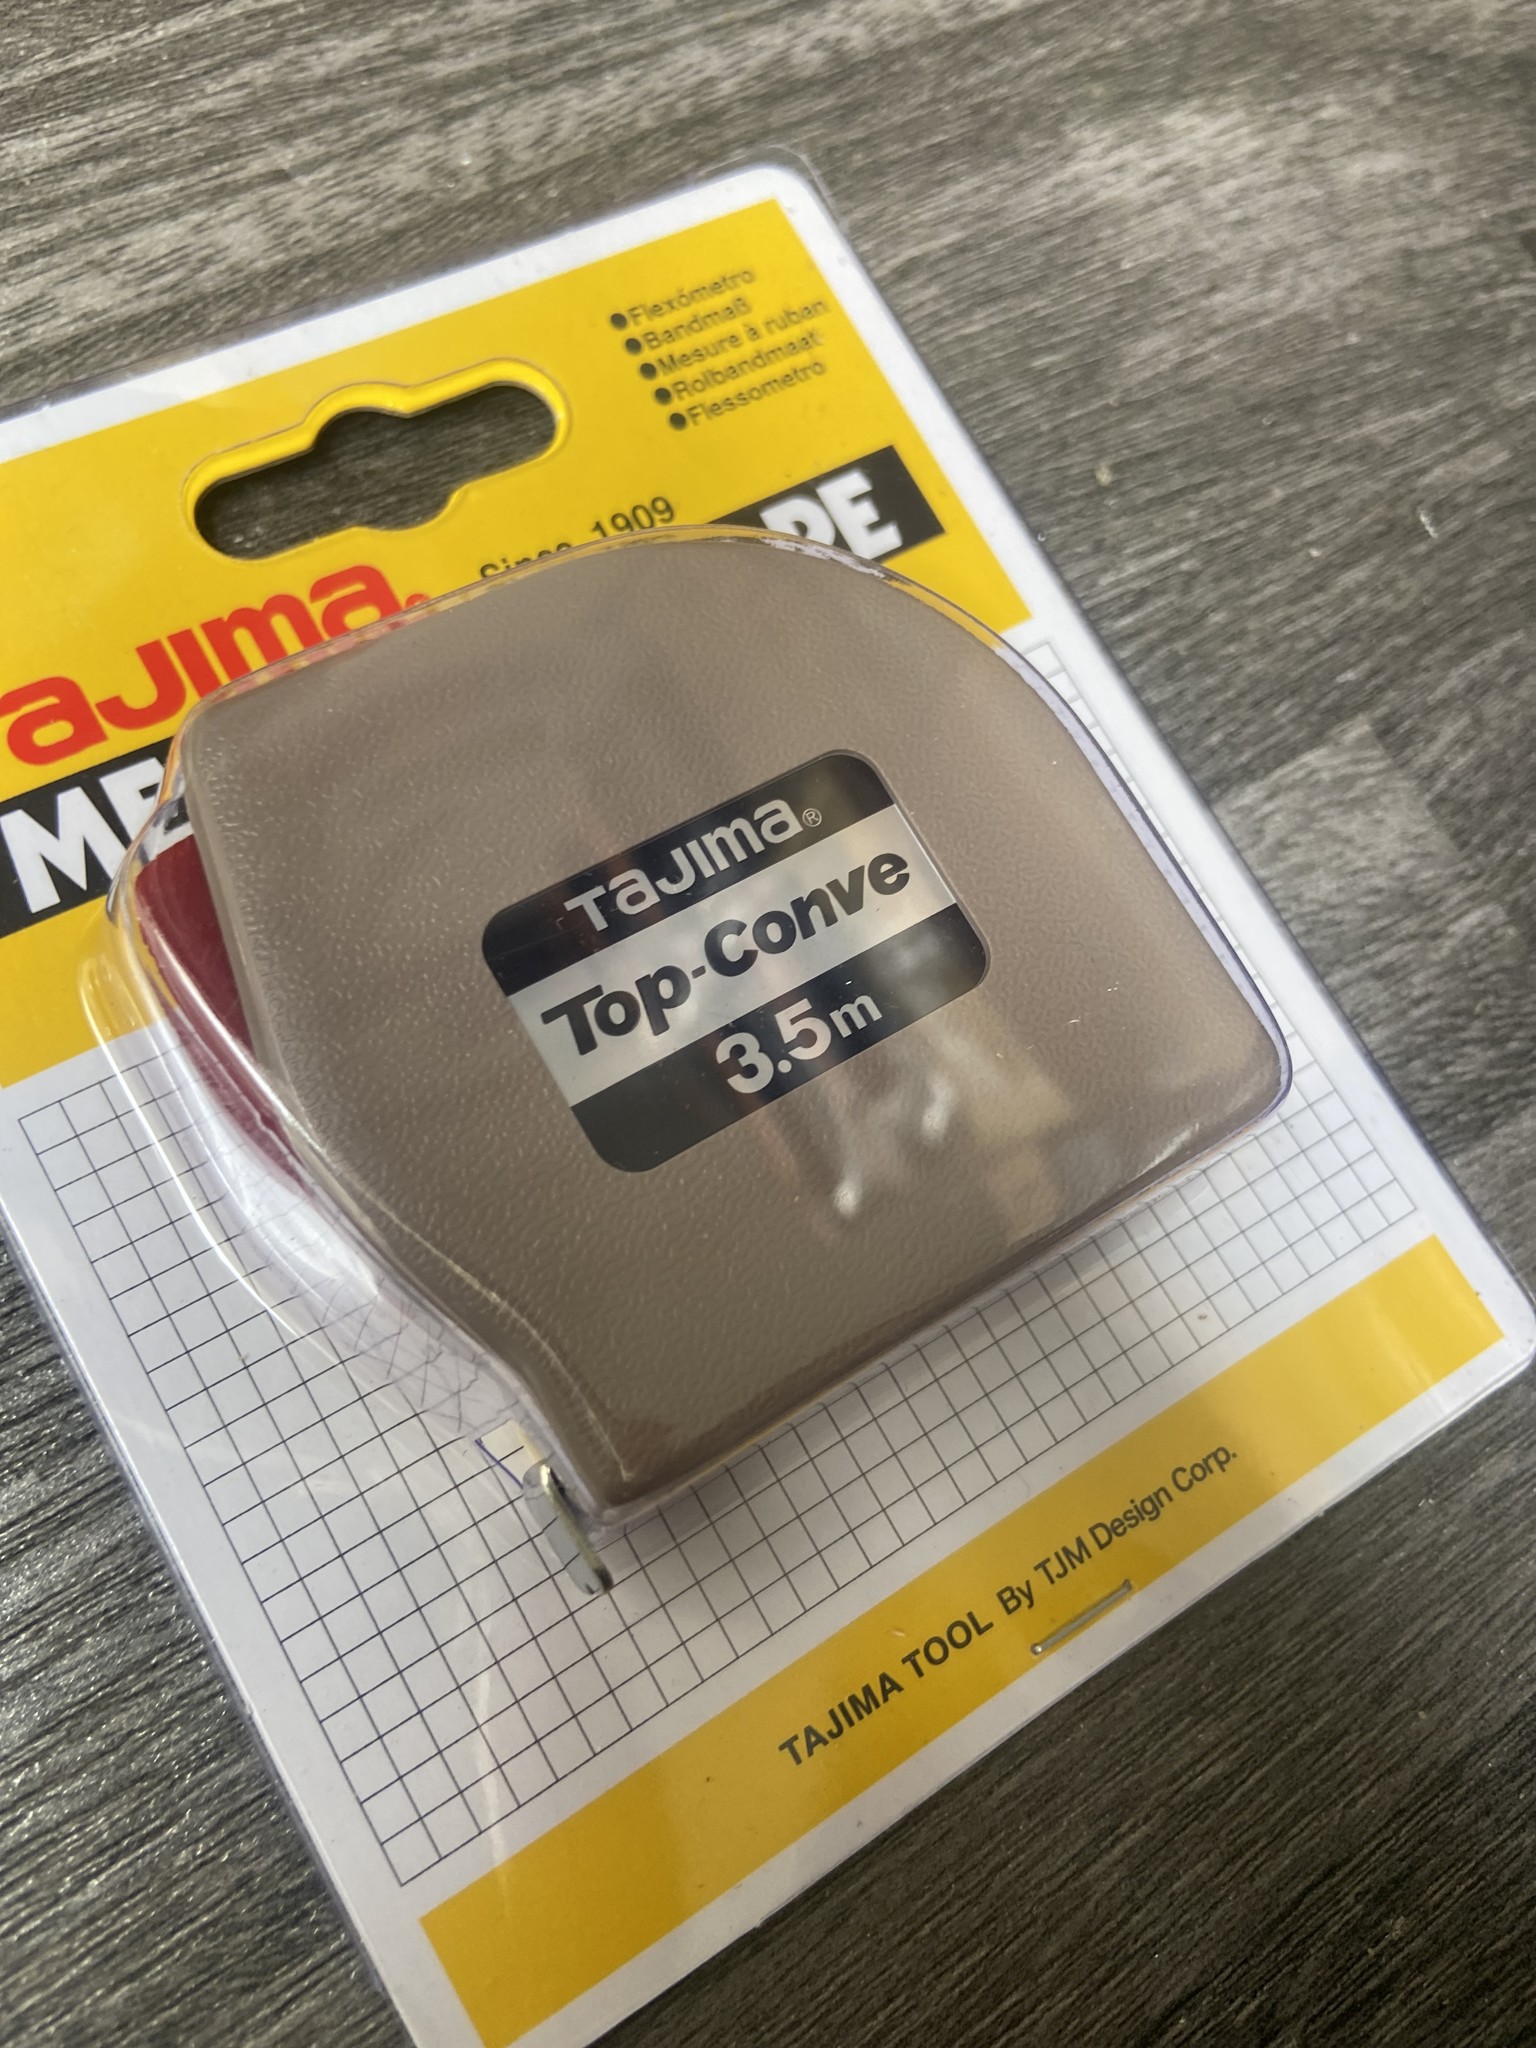 ●Flexómetro
●Bandmaß
●Mesure à ruban
●Rolbandmaat
●Flessometro
Since 1909
TaJIma®
TaJIma®
Top-Conve
3.5m
TAJIMA TOOL By TJM Design Corp.